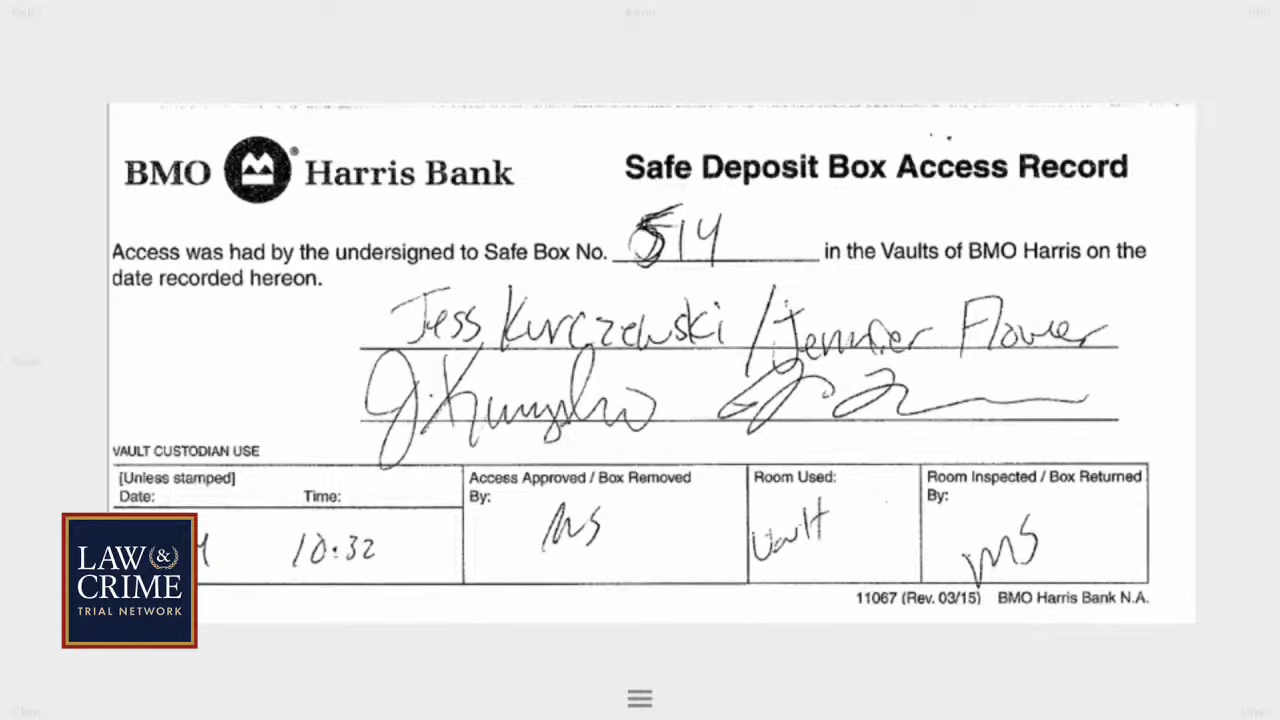 BMO Harris Bank
Safe Deposit Box Access Record
Access was had by the undersigned to Safe Box No. 514 in the Vaults of BMO Harris on the
date recorded hereon.
Jess Kurczewski / Jennifer Flower
VAULT CUSTODIAN USE
[Unless stamped]
Date: Time:
10:32
Access Approved / Box Removed
By:
MS
Room Used:
Vault
Room Inspected / Box Returned
By:
MS
11067 (Rev. 03/15) BMO Harris Bank N.A.
LAW &
CRIME
TRIAL NETWORK